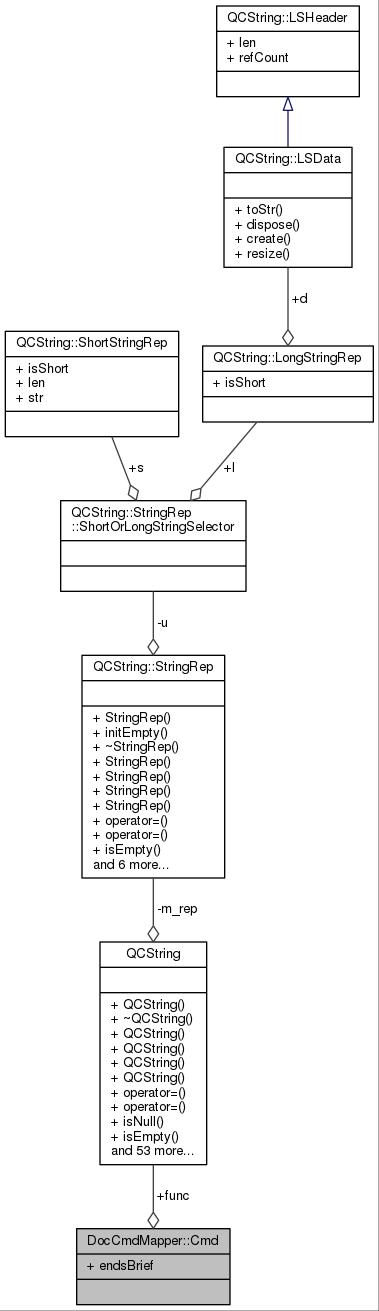 QCString::LSHeader
+ len
+ refCount
QCString::LSData
+ toStr()
+ dispose()
+ create()
+ resize()
+d
QCString::ShortStringRep
+ isShort
+ len
+ str
QCString::LongStringRep
+ isShort
+s
+l
QCString::StringRep
::ShortOrLongStringSelector
-u
QCString::StringRep
+ StringRep()
+ initEmpty()
+ ~StringRep()
+ StringRep()
+ StringRep()
+ StringRep()
+ StringRep()
+ operator=()
+ operator=()
+ isEmpty()
and 6 more...
-m_rep
QCString
+ QCString()
+ ~QCString()
+ QCString()
+ QCString()
+ QCString()
+ QCString()
+ operator=()
+ operator=()
+ isNull()
+ isEmpty()
and 53 more...
+func
DocCmdMapper::Cmd
+ endsBrief